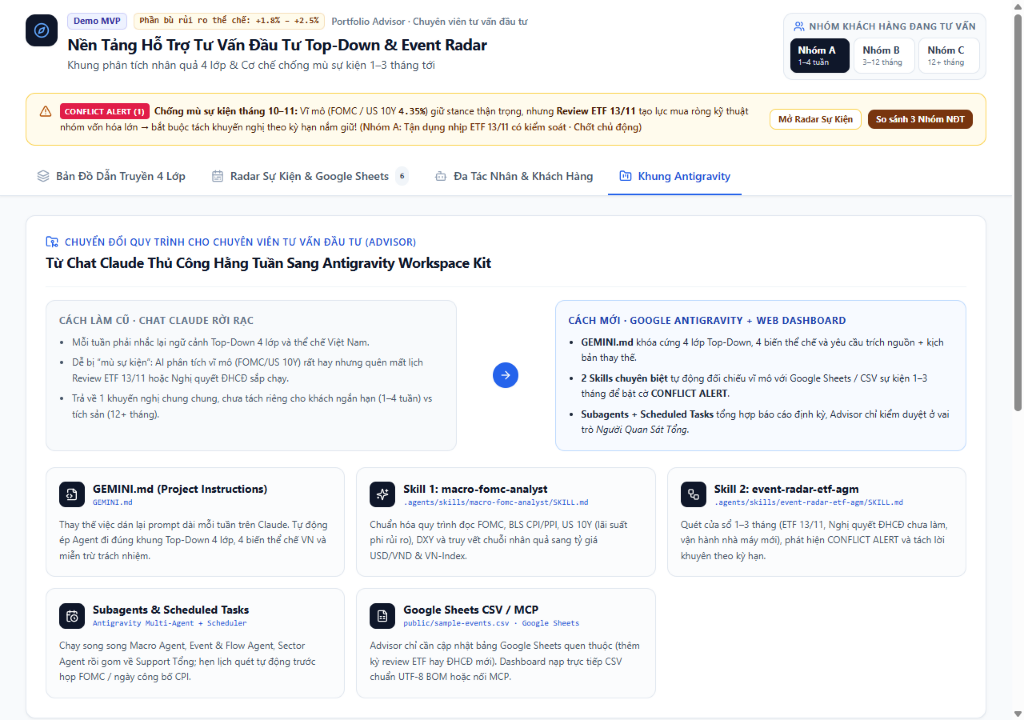 Demo MVP
Phần bù rủi ro thể chế: +1.8% – +2.5%
Portfolio Advisor · Chuyên viên tư vấn đầu tư
Nền Tảng Hỗ Trợ Tư Vấn Đầu Tư Top-Down & Event Radar
Khung phân tích nhân quả 4 lớp & Cơ chế chống mù sự kiện 1–3 tháng tới
NHÓM KHÁCH HÀNG ĐANG TƯ VẤN
Nhóm A
1–4 tuần
Nhóm B
3–12 tháng
Nhóm C
12+ tháng
CONFLICT ALERT (1) Chống mù sự kiện tháng 10–11: Vĩ mô (FOMC / US 10Y 4.35%) giữ stance thận trọng, nhưng Review ETF 13/11 tạo lực mua ròng kỹ thuật
nhóm vốn hóa lớn → bắt buộc tách khuyến nghị theo kỳ hạn nắm giữ! (Nhóm A: Tận dụng nhịp ETF 13/11 có kiểm soát · Chốt chủ động)
Mở Radar Sự Kiện
So sánh 3 Nhóm NĐT
Bản Đồ Dẫn Truyền 4 Lớp
Radar Sự Kiện & Google Sheets 6
Đa Tác Nhân & Khách Hàng
Khung Antigravity
CHUYỂN ĐỔI QUY TRÌNH CHO CHUYÊN VIÊN TƯ VẤN ĐẦU TƯ (ADVISOR)
Từ Chat Claude Thủ Công Hằng Tuần Sang Antigravity Workspace Kit
CÁCH LÀM CŨ · CHAT CLAUDE RỜI RẠC
• Mỗi tuần phải nhắc lại ngữ cảnh Top-Down 4 lớp và thể chế Việt Nam.
• Dễ bị "mù sự kiện": AI phân tích vĩ mô (FOMC/US 10Y) rất hay nhưng quên mất lịch
Review ETF 13/11 hoặc Nghị quyết ĐHCĐ sắp chạy.
• Trả về 1 khuyến nghị chung chung, chưa tách riêng cho khách ngắn hạn (1–4 tuần) vs
tích sản (12+ tháng).
CÁCH MỚI · GOOGLE ANTIGRAVITY + WEB DASHBOARD
• GEMINI.md khóa cứng 4 lớp Top-Down, 4 biến thể chế và yêu cầu trích nguồn + kịch
bản thay thế.
• 2 Skills chuyên biệt tự động đối chiếu vĩ mô với Google Sheets / CSV sự kiện 1–3
tháng để bật cờ CONFLICT ALERT.
• Subagents + Scheduled Tasks tổng hợp báo cáo định kỳ, Advisor chỉ kiểm duyệt ở vai
trò Người Quan Sát Tổng.
GEMINI.md (Project Instructions)
GEMINI.md
Thay thế việc dán lại prompt dài mỗi tuần trên Claude. Tự động
ép Agent đi đúng khung Top-Down 4 lớp, 4 biến thể chế VN và
miễn trừ trách nhiệm.
Skill 1: macro-fomc-analyst
.agents/skills/macro-fomc-analyst/SKILL.md
Chuẩn hóa quy trình đọc FOMC, BLS CPI/PPI, US 10Y (lãi suất
phi rủi ro), DXY và truy vết chuỗi nhân quả sang tỷ giá
USD/VND & VN-Index.
Skill 2: event-radar-etf-agm
.agents/skills/event-radar-etf-agm/SKILL.md
Quét cửa sổ 1–3 tháng (ETF 13/11, Nghị quyết ĐHCĐ chưa làm,
vận hành nhà máy mới), phát hiện CONFLICT ALERT và tách lời
khuyên theo kỳ hạn.
Subagents & Scheduled Tasks
Antigravity Multi-Agent + Scheduler
Chạy song song Macro Agent, Event & Flow Agent, Sector
Agent rồi gom về Support Tổng; hẹn lịch quét tự động trước
họp FOMC / ngày công bố CPI.
Google Sheets CSV / MCP
public/sample-events.csv · Google Sheets
Advisor chỉ cần cập nhật bảng Google Sheets quen thuộc (thêm
kỳ review ETF hay ĐHCĐ mới). Dashboard nạp trực tiếp CSV
chuẩn UTF-8 BOM hoặc nối MCP.